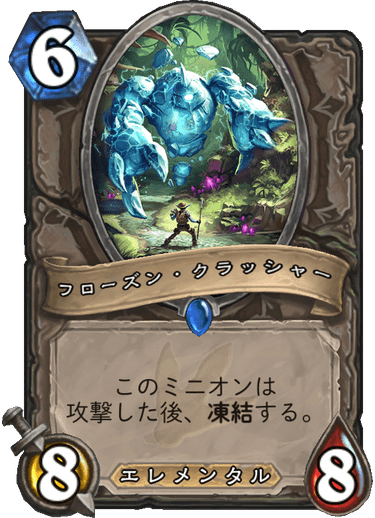 6
フローズン・クラッシャー
このミニオンは
攻撃した後、凍結する。
8
エレメンタル
8